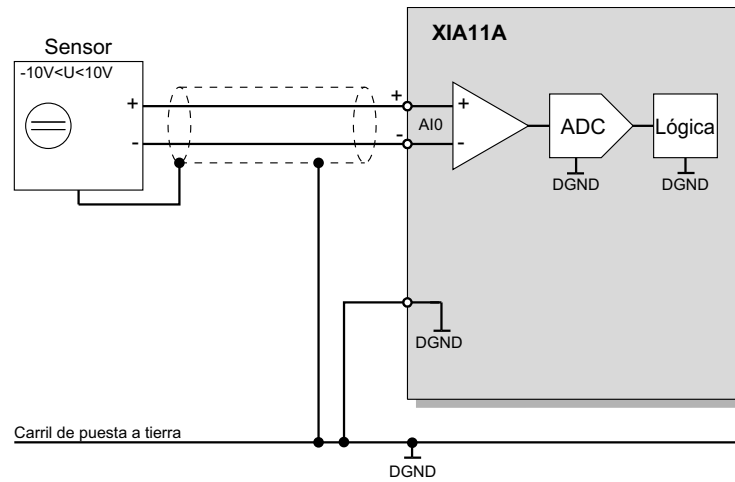 XIA11A
Sensor
-10V<U<10V
+
+
+
AI0
ADC
Lógica
-
-
-
DGND
DGND
DGND
Carril de puesta a tierra
DGND